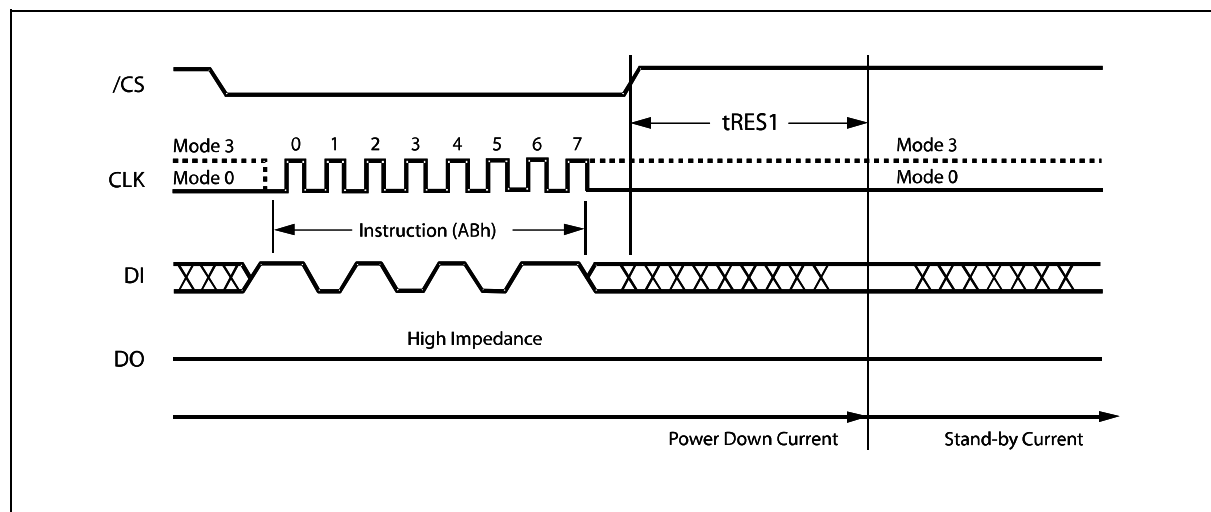 /CS
tRES1
Mode 3
0 1 2 3 4 5 6 7
Mode 3
CLK
Mode 0
Mode 0
Instruction (ABh)
DI
High Impedance
DO
Power Down Current
Stand-by Current